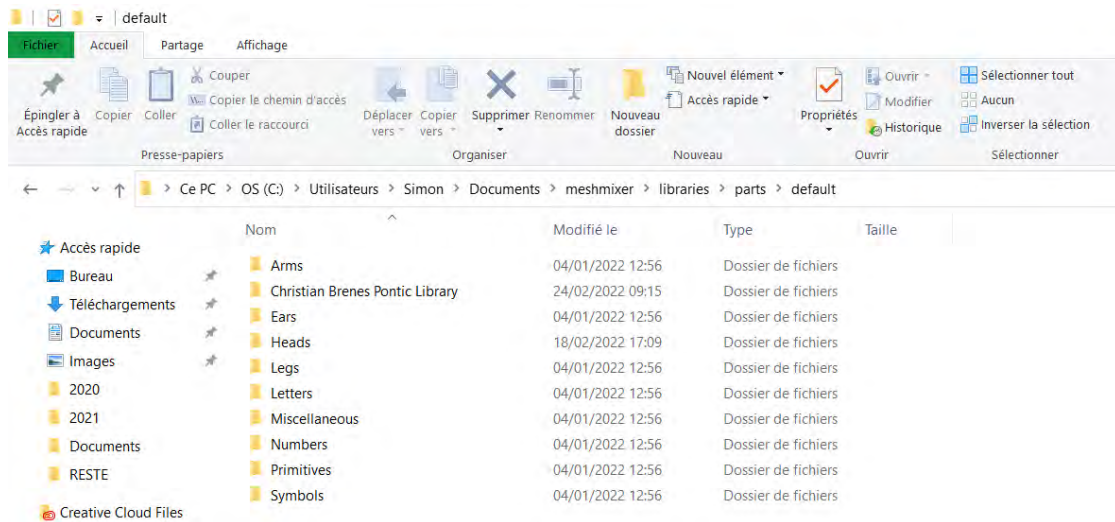 default
Fichier Accueil Partage Affichage
Épingler à Accès rapide
Copier
Coller
Couper
Copier le chemin d'accès
Coller le raccourci
Presse-papiers
Déplacer vers
Copier vers
Supprimer
Renommer
Organiser
Nouveau dossier
Nouvel élément
Accès rapide
Nouveau
Propriétés
Ouvrir
Modifier
Historique
Ouvrir
Sélectionner tout
Aucun
Inverser la sélection
Sélectionner
Ce PC > OS (C:) > Utilisateurs > Simon > Documents > meshmixer > libraries > parts > default
Accès rapide
Bureau
Téléchargements
Documents
Images
2020
2021
Documents
RESTE
Creative Cloud Files
Nom Modifié le Type Taille
Arms 04/01/2022 12:56 Dossier de fichiers
Christian Brenes Pontic Library 24/02/2022 09:15 Dossier de fichiers
Ears 04/01/2022 12:56 Dossier de fichiers
Heads 18/02/2022 17:09 Dossier de fichiers
Legs 04/01/2022 12:56 Dossier de fichiers
Letters 04/01/2022 12:56 Dossier de fichiers
Miscellaneous 04/01/2022 12:56 Dossier de fichiers
Numbers 04/01/2022 12:56 Dossier de fichiers
Primitives 04/01/2022 12:56 Dossier de fichiers
Symbols 04/01/2022 12:56 Dossier de fichiers